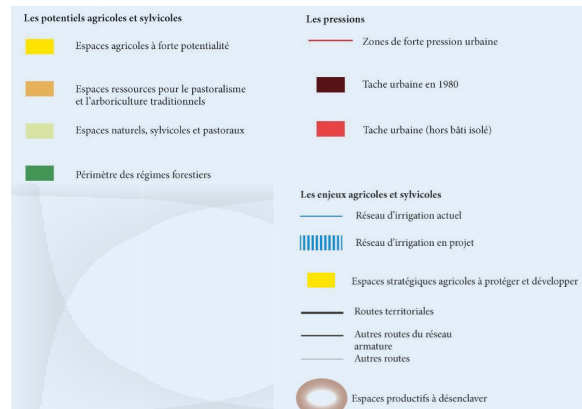 Les potentiels agricoles et sylvicoles
Espaces agricoles à forte potentialité
Espaces ressources pour le pastoralisme
et l'arboriculture traditionnels
Espaces naturels, sylvicoles et pastoraux
Périmètre des régimes forestiers
Les pressions
Zones de forte pression urbaine
Tache urbaine en 1980
Tache urbaine (hors bâti isolé)
Les enjeux agricoles et sylvicoles
Réseau d'irrigation actuel
Réseau d'irrigation en projet
Espaces stratégiques agricoles à protéger et développer
Routes territoriales
Autres routes du réseau
armature
Autres routes
Espaces productifs à désenclaver